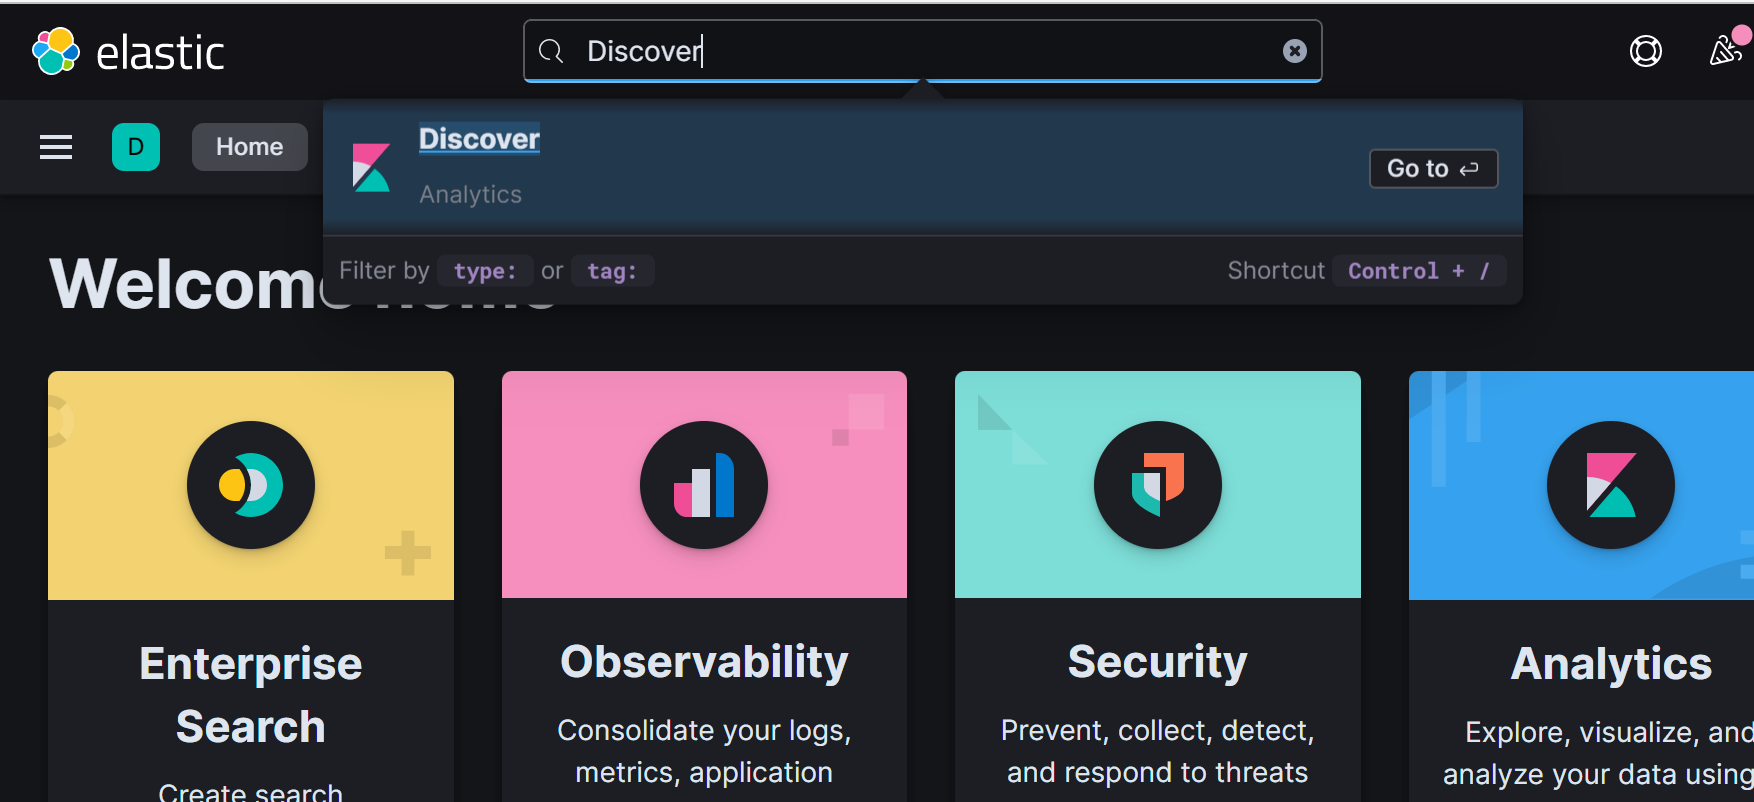 elastic
Discover
D
Home
Discover
Go to
Analytics
Filter by type: or tag:
Shortcut Control + /
Welcome home
Enterprise
Search
Create search
Observability
Consolidate your logs,
metrics, application
Security
Prevent, collect, detect,
and respond to threats
Analytics
Explore, visualize, and
analyze your data using